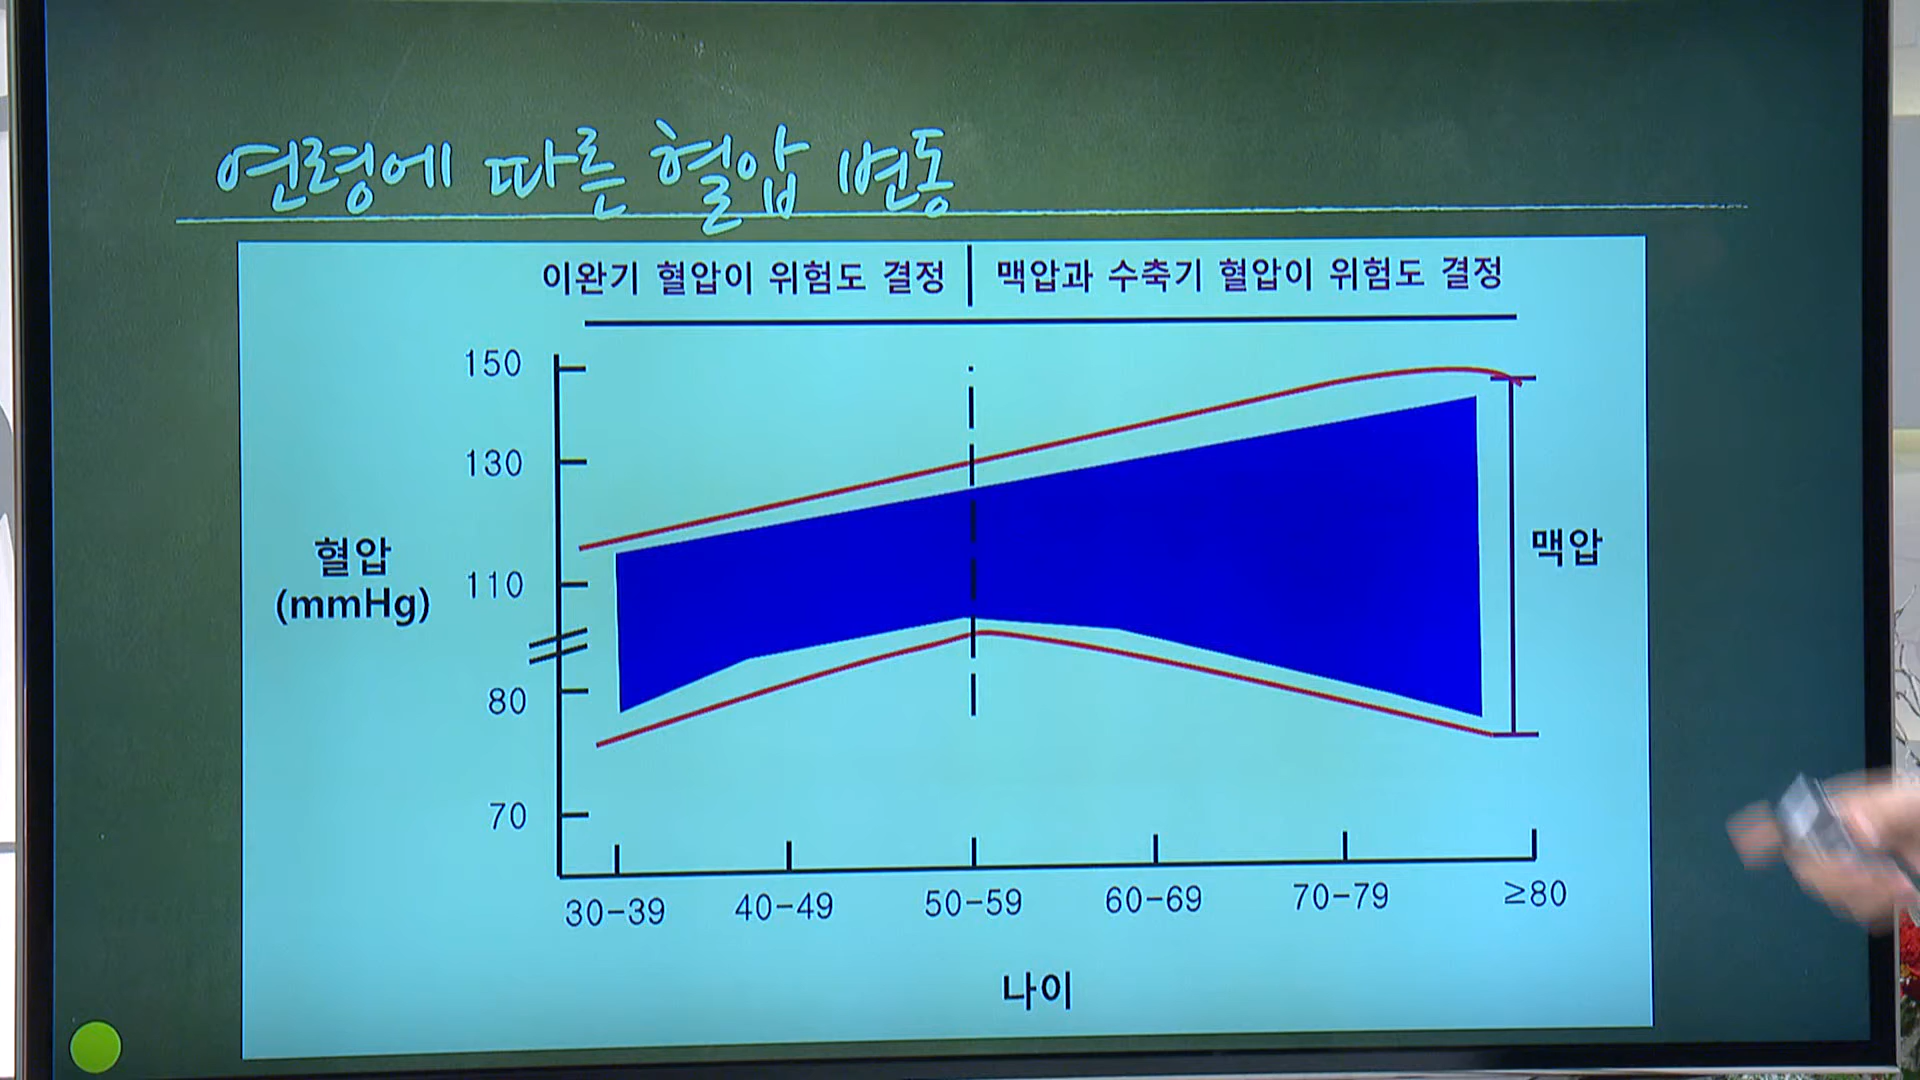 연령에 따른 혈압 변동
이완기 혈압이 위험도 결정
맥압과 수축기 혈압이 위험도 결정
150
130
혈압
(mmHg)
110
맥압
80
70
30-39
40-49
50-59
60-69
70-79
≥80
나이